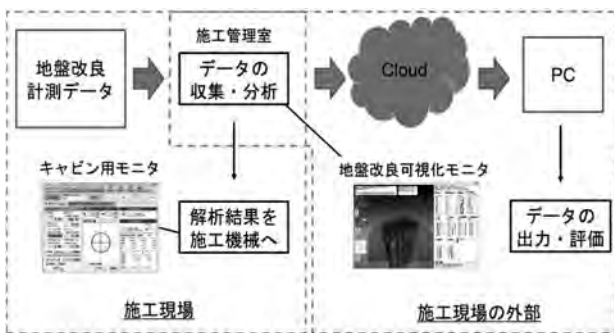 施工管理室
地盤改良
計測データ
データの
収集・分析
Cloud
PC
キャビン用モニタ
地盤改良可視化モニタ
解析結果を
施工機械へ
データの
出力・評価
施工現場
施工現場の外部